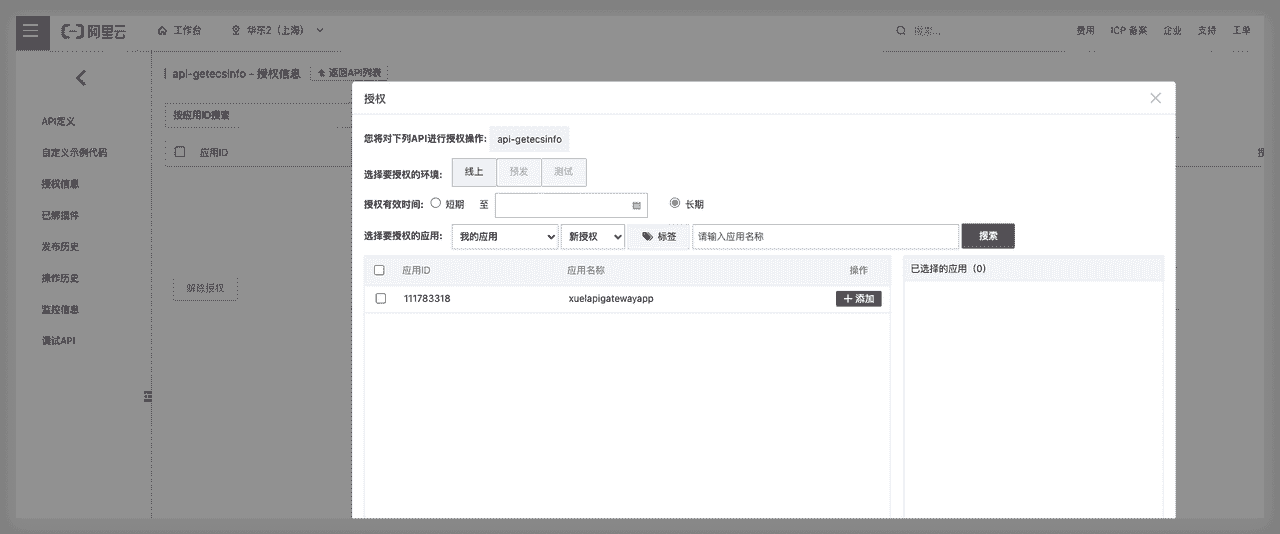 阿里云 工作台 华东2（上海） 搜索... 费用 ICP 备案 企业 支持 工单
api-getecsinfo - 授权信息 返回API列表
按应用ID搜索
应用ID
API定义
自定义示例代码
授权信息
已绑插件
发布历史
操作历史
监控信息
调试API
解除授权
授权
您将对下列API进行授权操作: api-getecsinfo
选择要授权的环境: 线上 预发 测试
授权有效时间: 短期 至 长期
选择要授权的应用: 我的应用 新授权 标签 请输入应用名称 搜索
应用ID 应用名称 操作
111783318 xuelapigatewayapp 添加
已选择的应用（0）